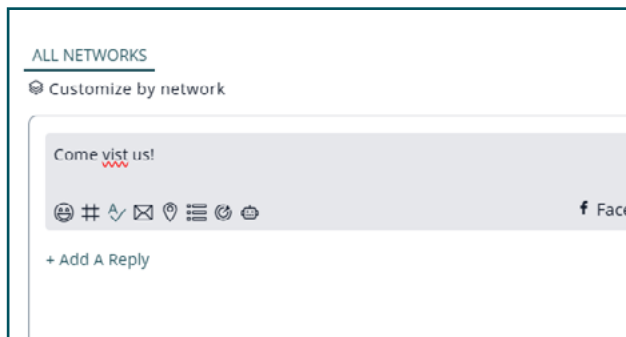 ALL NETWORKS
Customize by network
Come vist us!
f Face
+ Add A Reply